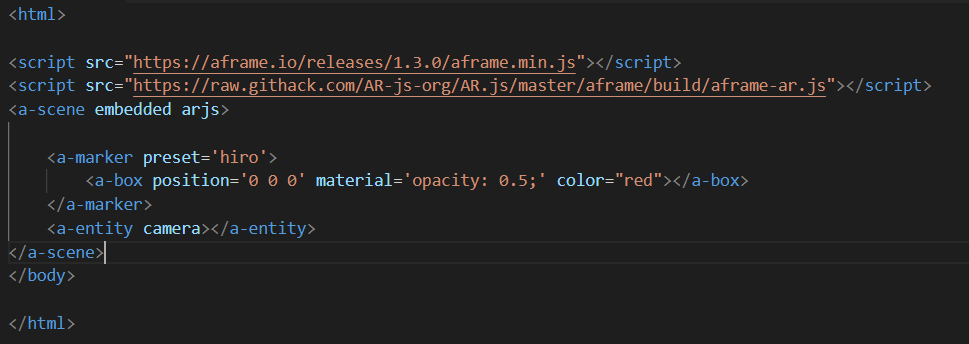 <html>
<script src="https://aframe.io/releases/1.3.0/aframe.min.js"></script>
<script src="https://raw.githack.com/AR-js-org/AR.js/master/aframe/build/aframe-ar.js"></script>
<a-scene embedded arjs>
<a-marker preset='hiro'>
<a-box position='0 0 0' material='opacity: 0.5;' color="red"></a-box>
</a-marker>
<a-entity camera></a-entity>
</a-scene>
</body>
</html>